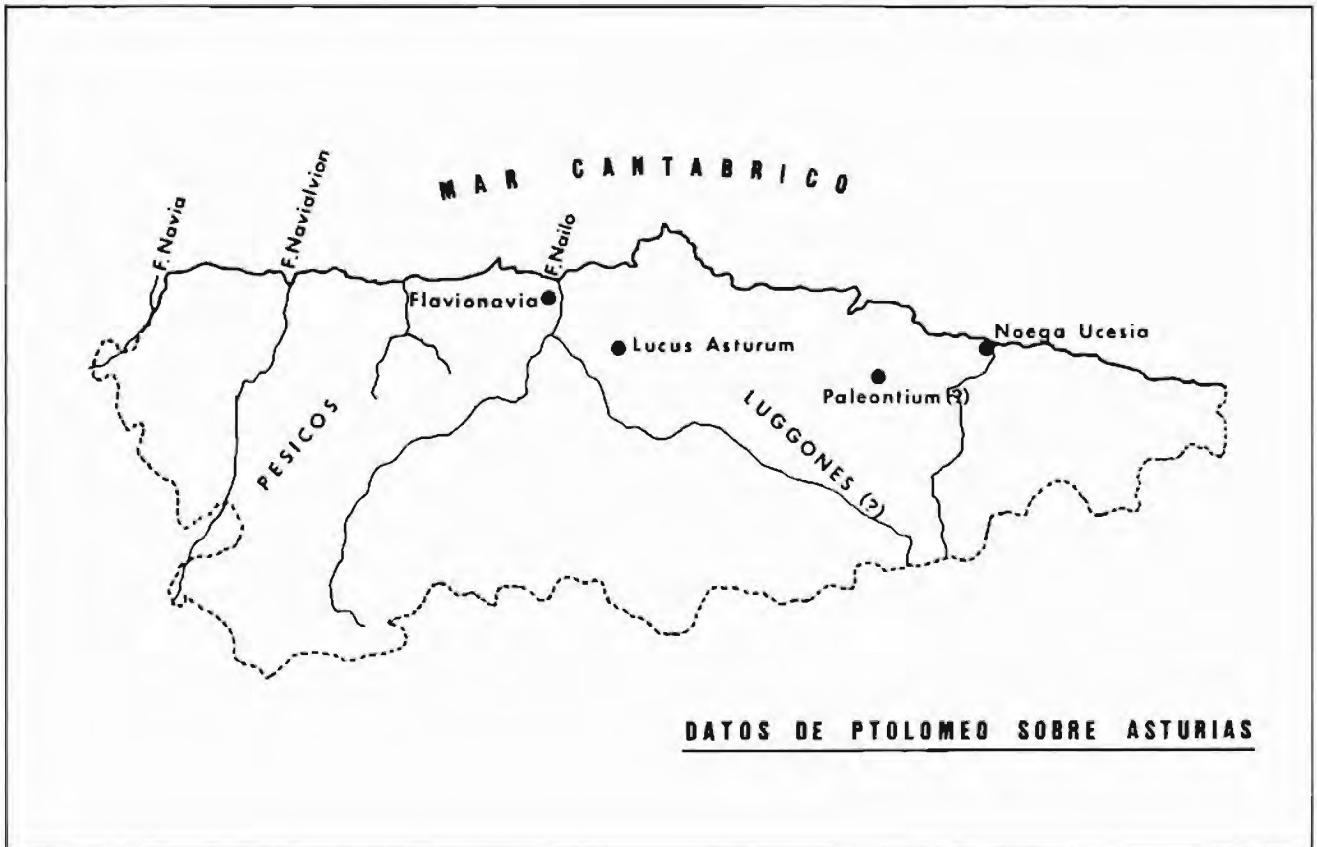 MAR CANTABRICO
F.Navia
F.Navialvion
F.Nailo
Flavionavia
Lucus Asturum
Noega Ucesia
Paleontium (?)
PESICOS
LUGGONES (?)
DATOS DE PTOLOMEO SOBRE ASTURIAS